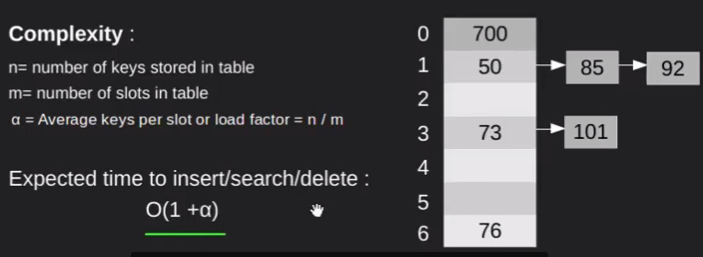 Complexity :
n= number of keys stored in table
m= number of slots in table
α = Average keys per slot or load factor = n / m
Expected time to insert/search/delete :
O(1 +α)
0 700
1 50 85 92
2
3 73 101
4
5
6 76